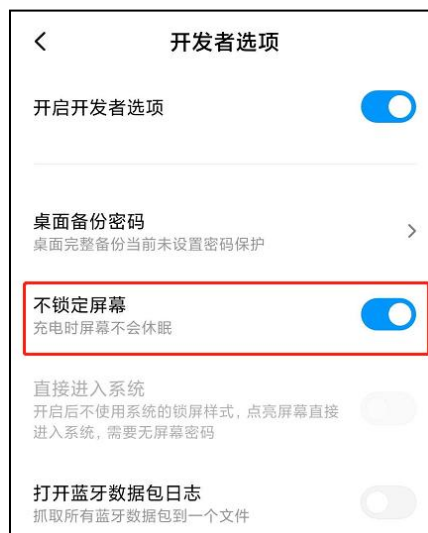 开发者选项
开启开发者选项
桌面备份密码
桌面完整备份当前未设置密码保护
不锁定屏幕
充电时屏幕不会休眠
直接进入系统
开启后不使用系统的锁屏样式，点亮屏幕直接
进入系统，需要无屏幕密码
打开蓝牙数据包日志
抓取所有蓝牙数据包到一个文件